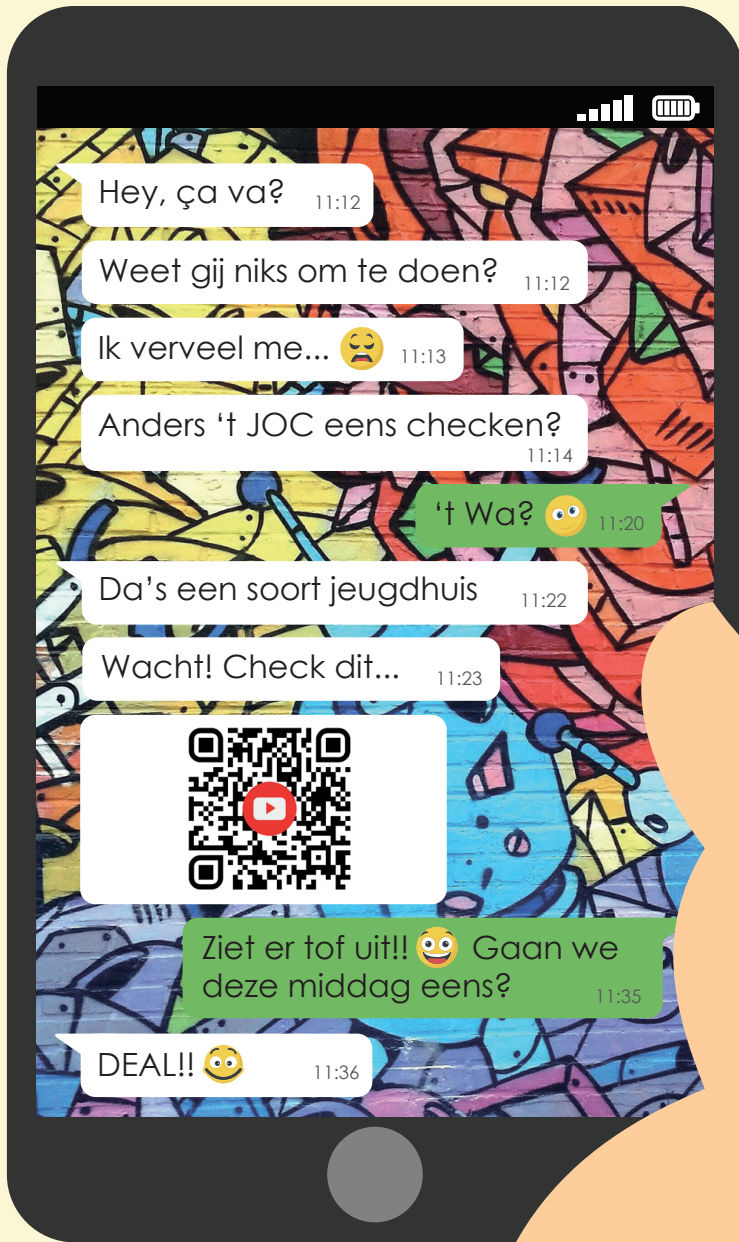 Hey, ça va? 11:12
Weet gij niks om te doen? 11:12
Ik verveel me... 11:13
Anders ‘t JOC eens checken?
11:14
‘t Wa? 11:20
Da’s een soort jeugdhuis 11:22
Wacht! Check dit... 11:23
Ziet er tof uit!! Gaan we
deze middag eens? 11:35
DEAL!! 11:36